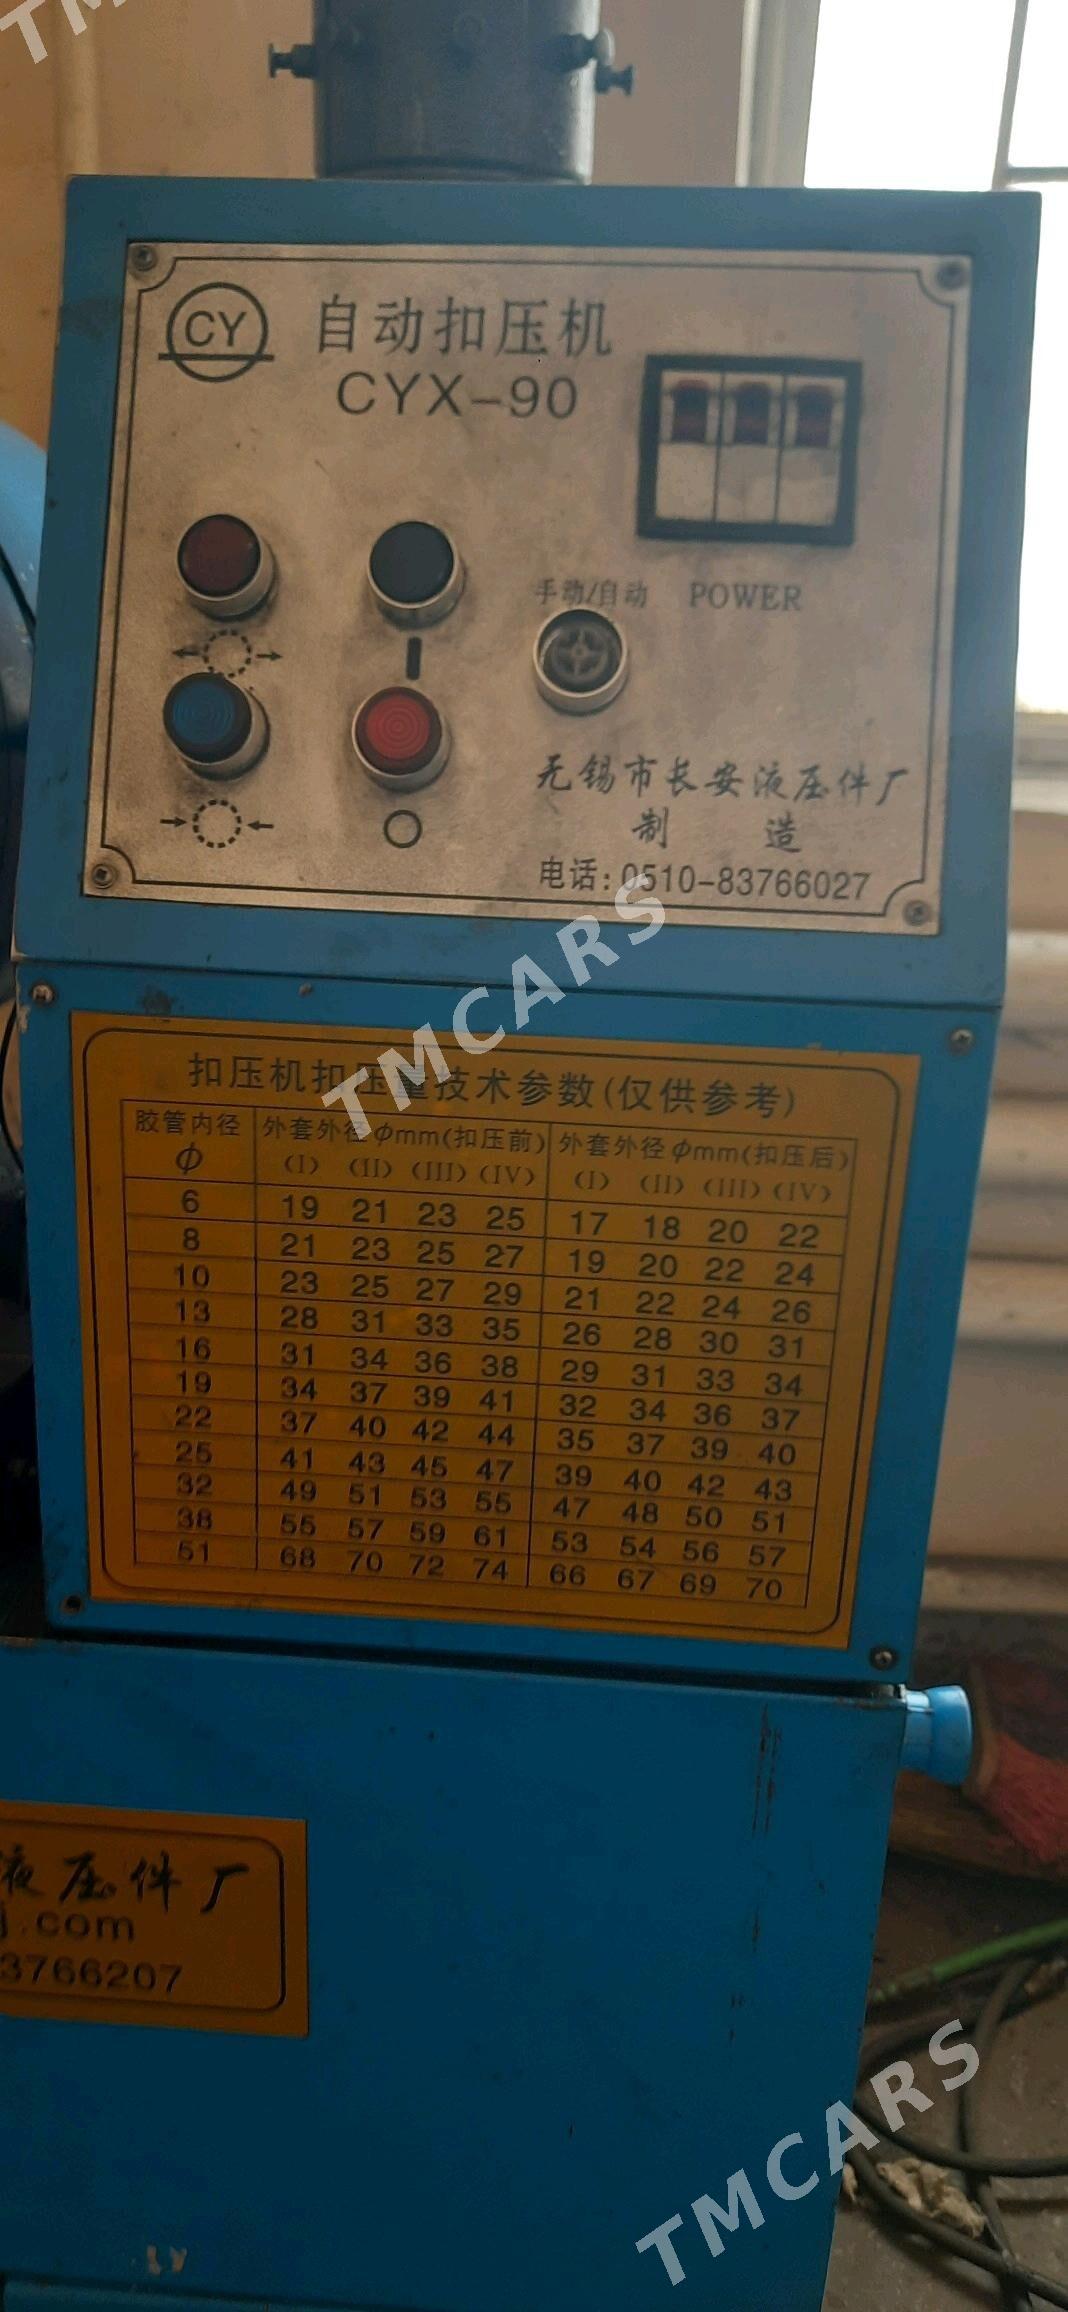 TM
CY
自动扣压机
CYX-90
手动/自动 POWER
无锡市长安液压件厂
制 造
电话: 0510-83766027
TMCARS
扣压机扣压量技术参数(仅供参考)
胶管内径 外套外径Φmm(扣压前) 外套外径Φmm(扣压后)
Φ (I) (II) (III) (IV) (I) (II) (III) (IV)
6 19 21 23 25 17 18 20 22
8 21 23 25 27 19 20 22 24
10 23 25 27 29 21 22 24 26
13 28 31 33 35 26 28 30 31
16 31 34 36 38 29 31 33 34
19 34 37 39 41 32 34 36 37
22 37 40 42 44 35 37 39 40
25 41 43 45 47 39 40 42 43
32 49 51 53 55 47 48 50 51
38 55 57 59 61 53 54 56 57
51 68 70 72 74 66 67 69 70
液压件厂
j.com
3766207
TMCARS